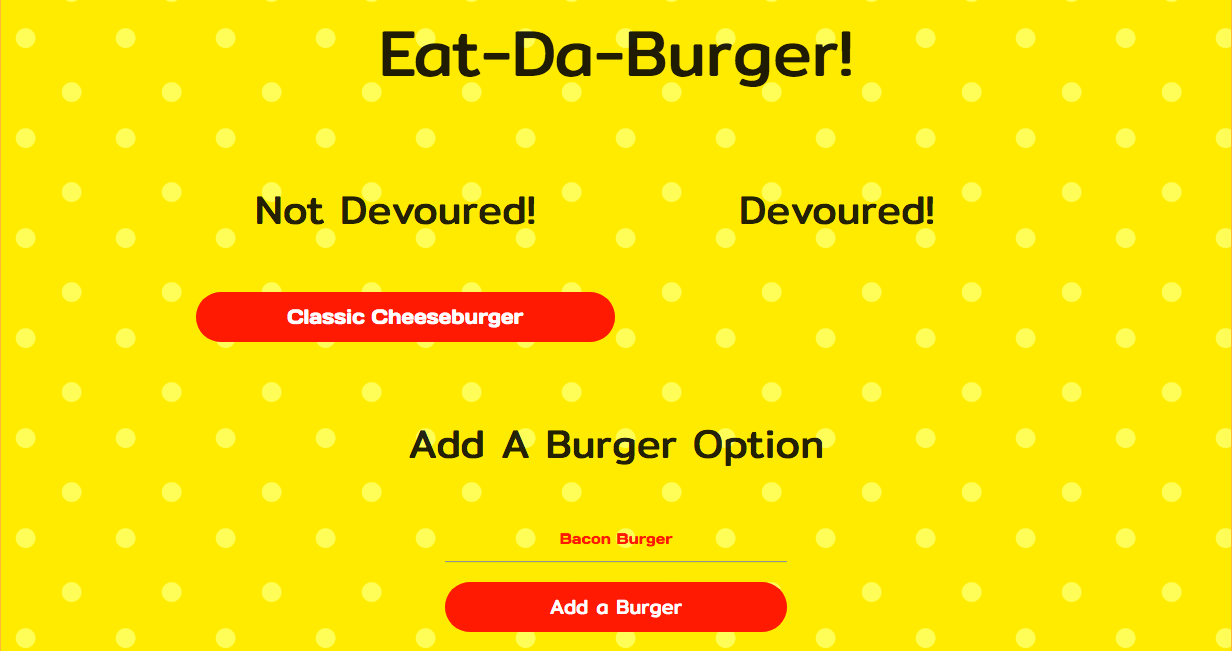 Eat-Da-Burger!
Not Devoured!
Devoured!
Classic Cheeseburger
Add A Burger Option
Bacon Burger
Add a Burger